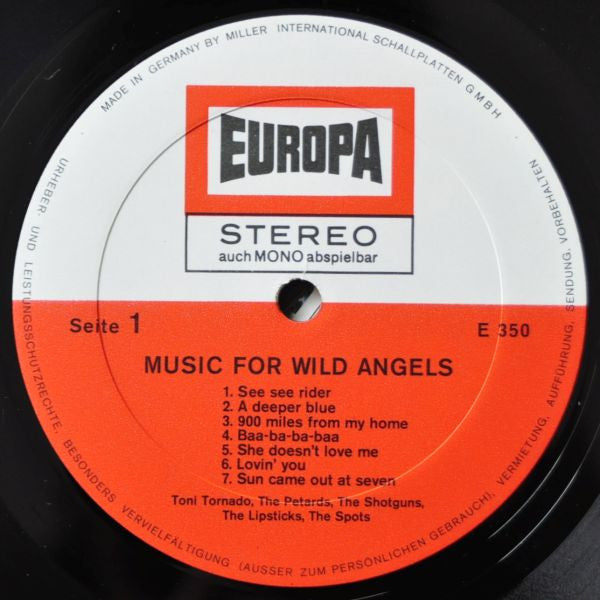 MADE IN GERMANY BY MILLER INTERNATIONAL SCHALLPLATTEN GMBH
EUROPA
STEREO
auch MONO abspielbar
Seite 1
E 350
MUSIC FOR WILD ANGELS
1. See see rider
2. A deeper blue
3. 900 miles from my home
4. Baa-ba-ba-baa
5. She doesn't love me
6. Lovin' you
7. Sun came out at seven
Toni Tornado, The Petards, The Shotguns,
The Lipsticks, The Spots
URHEBER- UND LEISTUNGSSCHUTZRECHTE, BESONDERS VERVIELFÄLTIGUNG (AUSSER ZUM PERSÖNLICHEN GEBRAUCH), VERMIETUNG, AUFFÜHRUNG, SENDUNG, VORBEHALTEN